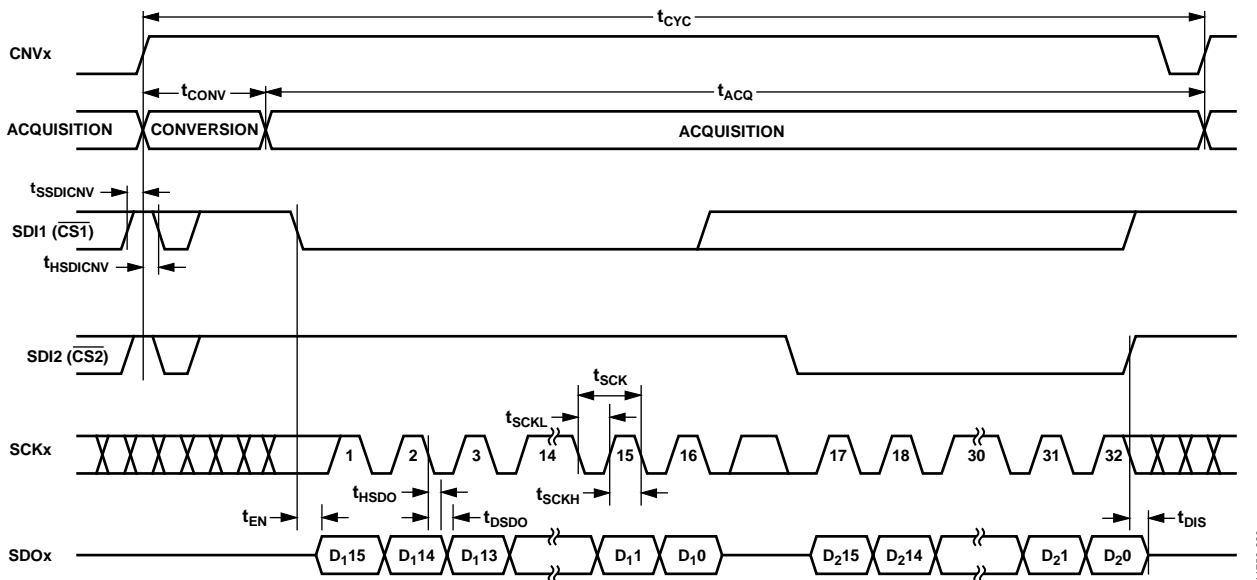 tCYC
CNVx
tCONV
tACQ
ACQUISITION CONVERSION ACQUISITION
tSSDICNV
SDI1 (CS1)
tHSDICNV
SDI2 (CS2)
tSCK
tSCKL
SCKx 1 2 3 14 15 16 17 18 30 31 32
tHSDO tSCKH
tEN tDSDO tDIS
SDOx D115 D114 D113 D11 D10 D215 D214 D21 D20